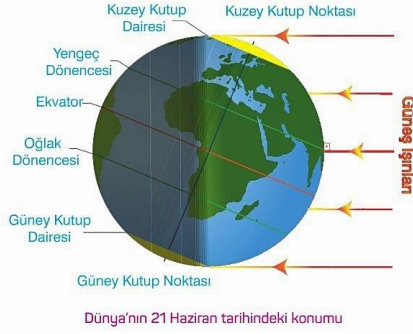 Kuzey Kutup
Dairesi
Kuzey Kutup Noktası
Yengeç
Dönencesi
Ekvator
Oğlak
Dönencesi
Güney Kutup
Dairesi
Güney Kutup Noktası
Güneş Işınları
Dünya'nın 21 Haziran tarihindeki konumu